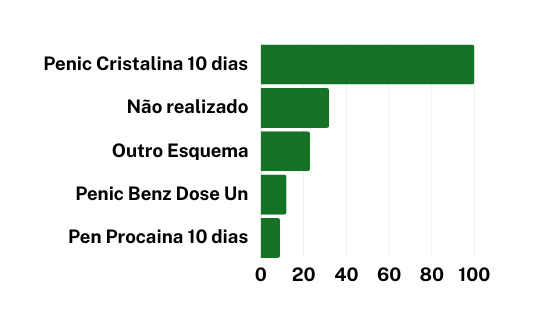 Penic Cristalina 10 dias
Não realizado
Outro Esquema
Penic Benz Dose Un
Pen Procaina 10 dias
0 20 40 60 80 100